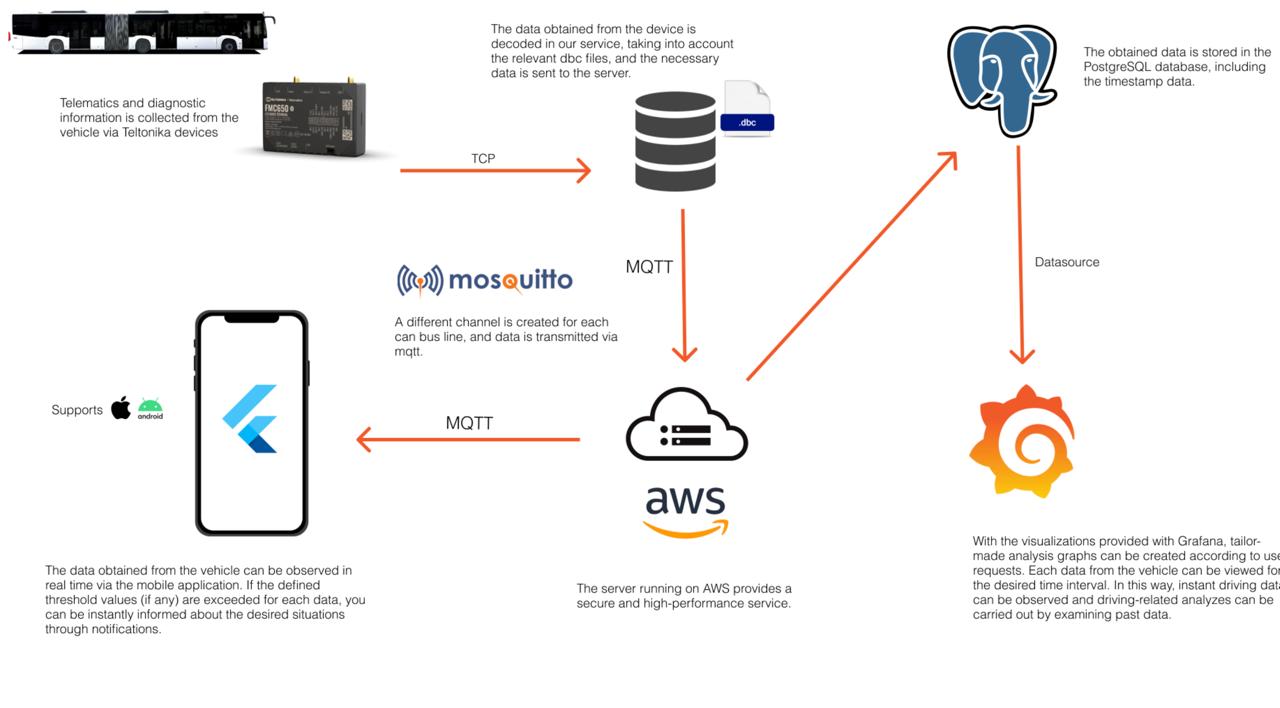 Telematics and diagnostic
information is collected from the
vehicle via Teltonika devices
TELTONIKA
FMC650
TCP
The data obtained from the device is
decoded in our service, taking into account
the relevant dbc files, and the necessary
data is sent to the server.
.dbc
The obtained data is stored in the
PostgreSQL database, including
the timestamp data.
MQTT
Datasource
mosquitto
A different channel is created for each
can bus line, and data is transmitted via
mqtt.
Supports
android
MQTT
aws
The data obtained from the vehicle can be observed in
real time via the mobile application. If the defined
threshold values (if any) are exceeded for each data, you
can be instantly informed about the desired situations
through notifications.
The server running on AWS provides a
secure and high-performance service.
With the visualizations provided with Grafana, tailor-
made analysis graphs can be created according to use
requests. Each data from the vehicle can be viewed for
the desired time interval. In this way, instant driving dat
can be observed and driving-related analyzes can be
carried out by examining past data.